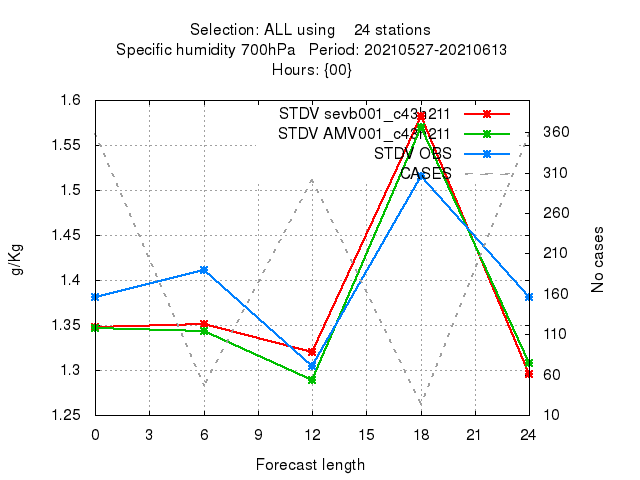 Selection: ALL using 24 stations
Specific humidity 700hPa Period: 20210527-20210613
Hours: {00}
STDV sevb001_c43h211
STDV AMV001_c43h211
STDV OBS
CASES
1.6
1.55
1.5
1.45
1.4
1.35
1.3
1.25
g/Kg
360
310
260
210
160
110
60
10
No cases
0 3 6 9 12 15 18 21 24
Forecast length